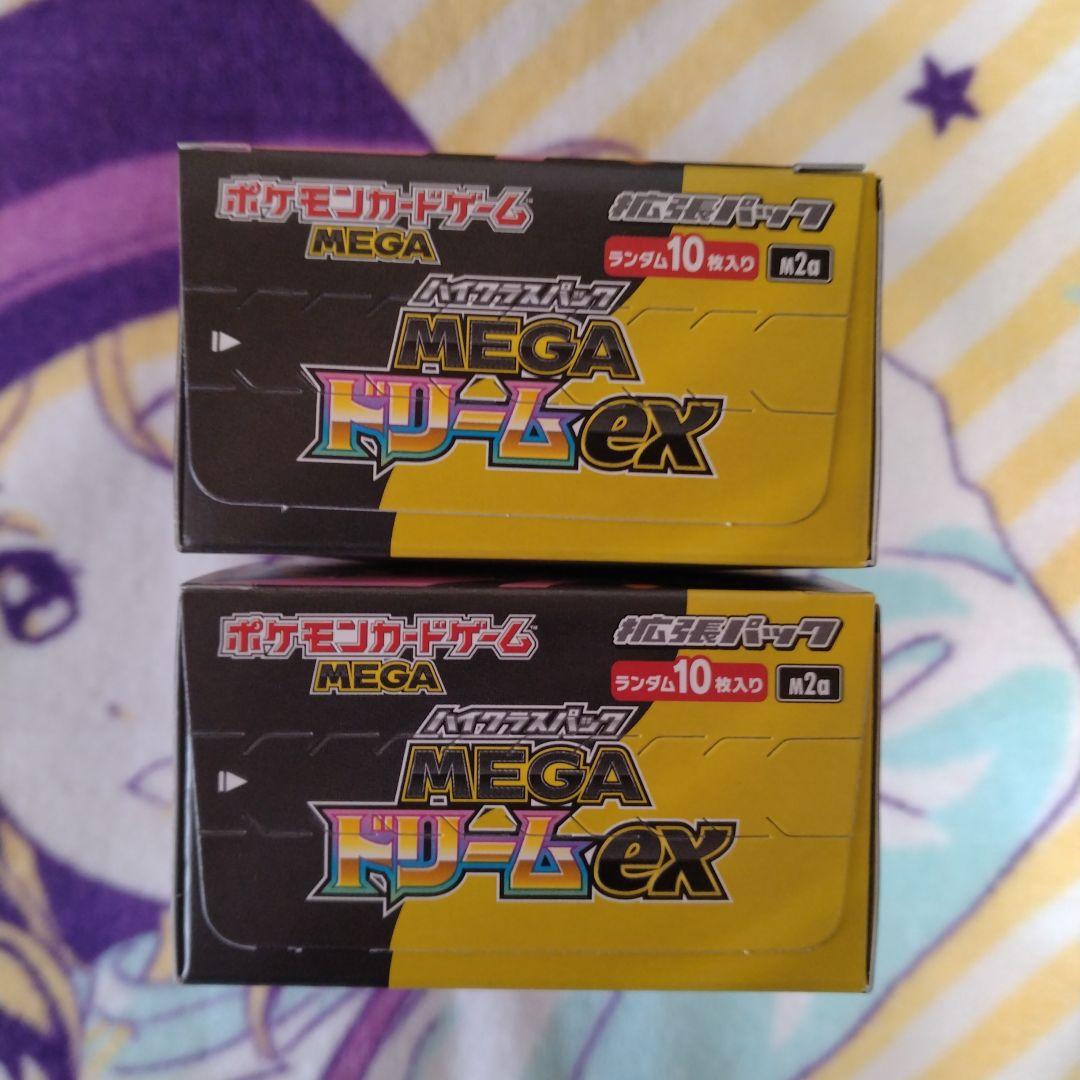 ポケモンカードゲーム
MEGA
拡張パック
ランダム10枚入り M2a
ハイクラスパック
MEGA
ドリームex
ポケモンカードゲーム
MEGA
拡張パック
ランダム10枚入り M2a
ハイクラスパック
MEGA
ドリームex